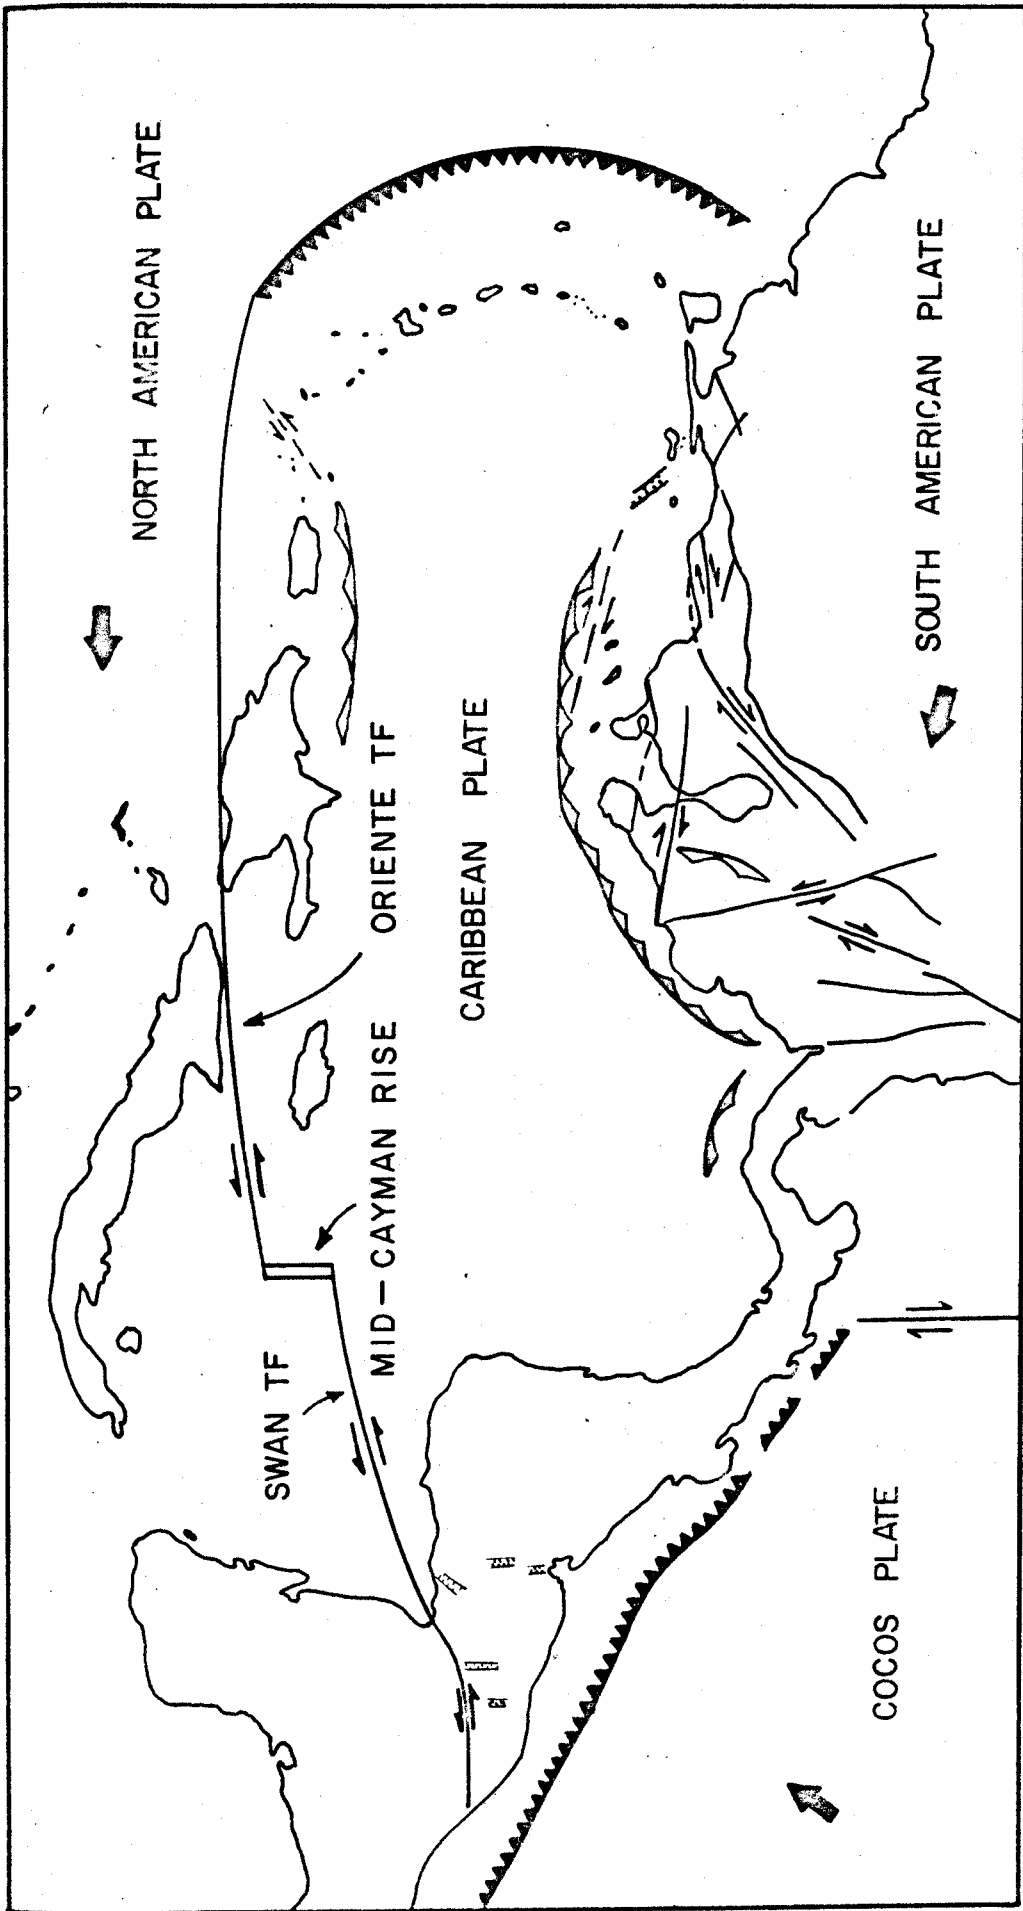 NORTH AMERICAN PLATE
SWAN TF
ORIENTE TF
MID-CAYMAN RISE
CARIBBEAN PLATE
COCOS PLATE
SOUTH AMERICAN PLATE